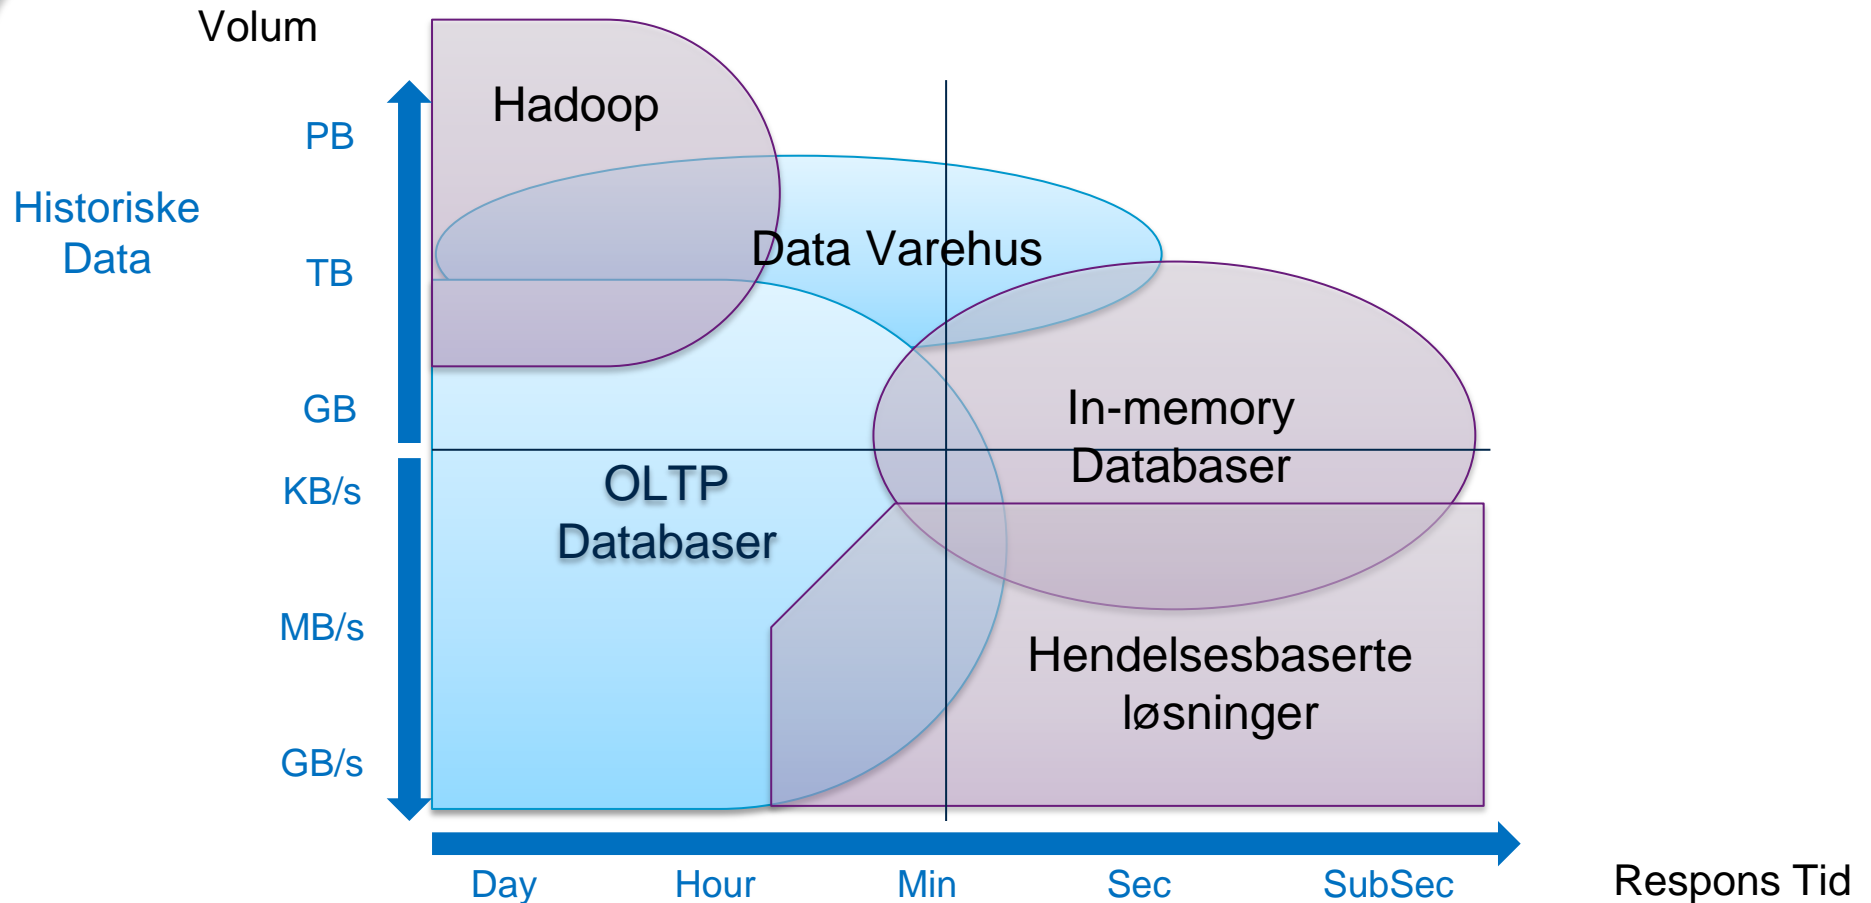 Volum
Hadoop
PB
Historiske
Data
Data Varehus
TB
GB
In-memory
Databaser
OLTP
Databaser
KB/s
MB/s
Hendelsesbaserte
løsninger
GB/s
Day
Hour
Min
Sec
SubSec
Respons Tid